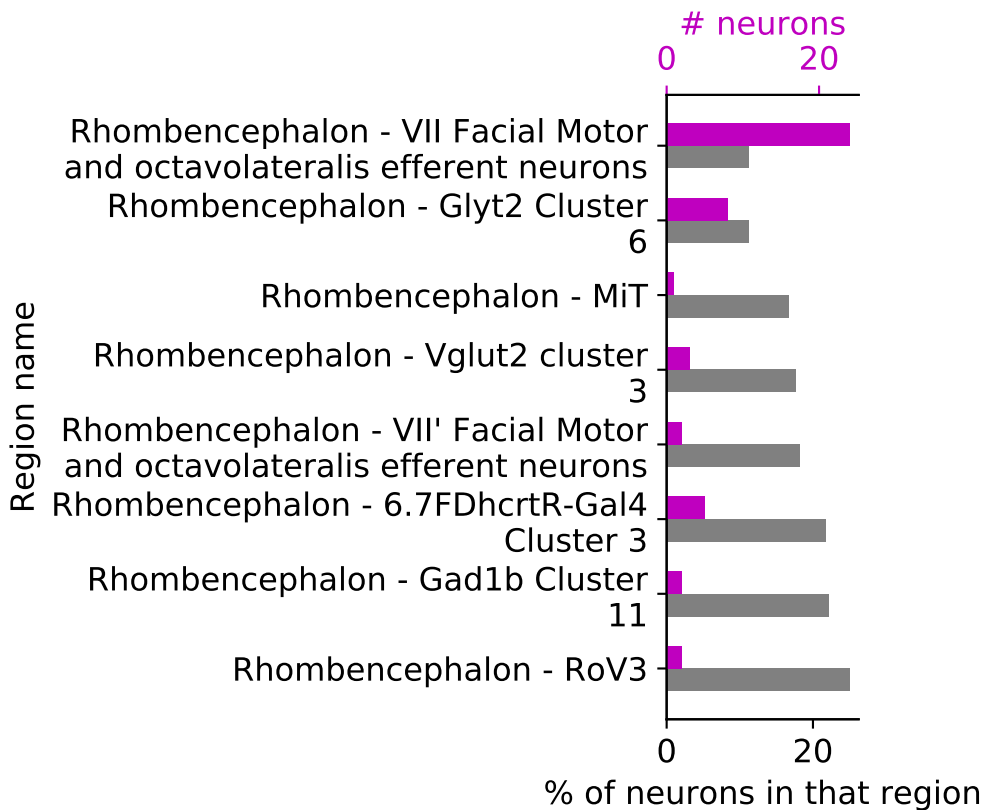 # neurons
0 20
Rhombencephalon - VII Facial Motor
and octavolateralis efferent neurons
Rhombencephalon - Glyt2 Cluster
6
Rhombencephalon - MiT
Rhombencephalon - Vglut2 cluster
3
Rhombencephalon - VII' Facial Motor
and octavolateralis efferent neurons
Rhombencephalon - 6.7FDhcrtR-Gal4
Cluster 3
Rhombencephalon - Gad1b Cluster
11
Rhombencephalon - RoV3
Region name
0 20
% of neurons in that region